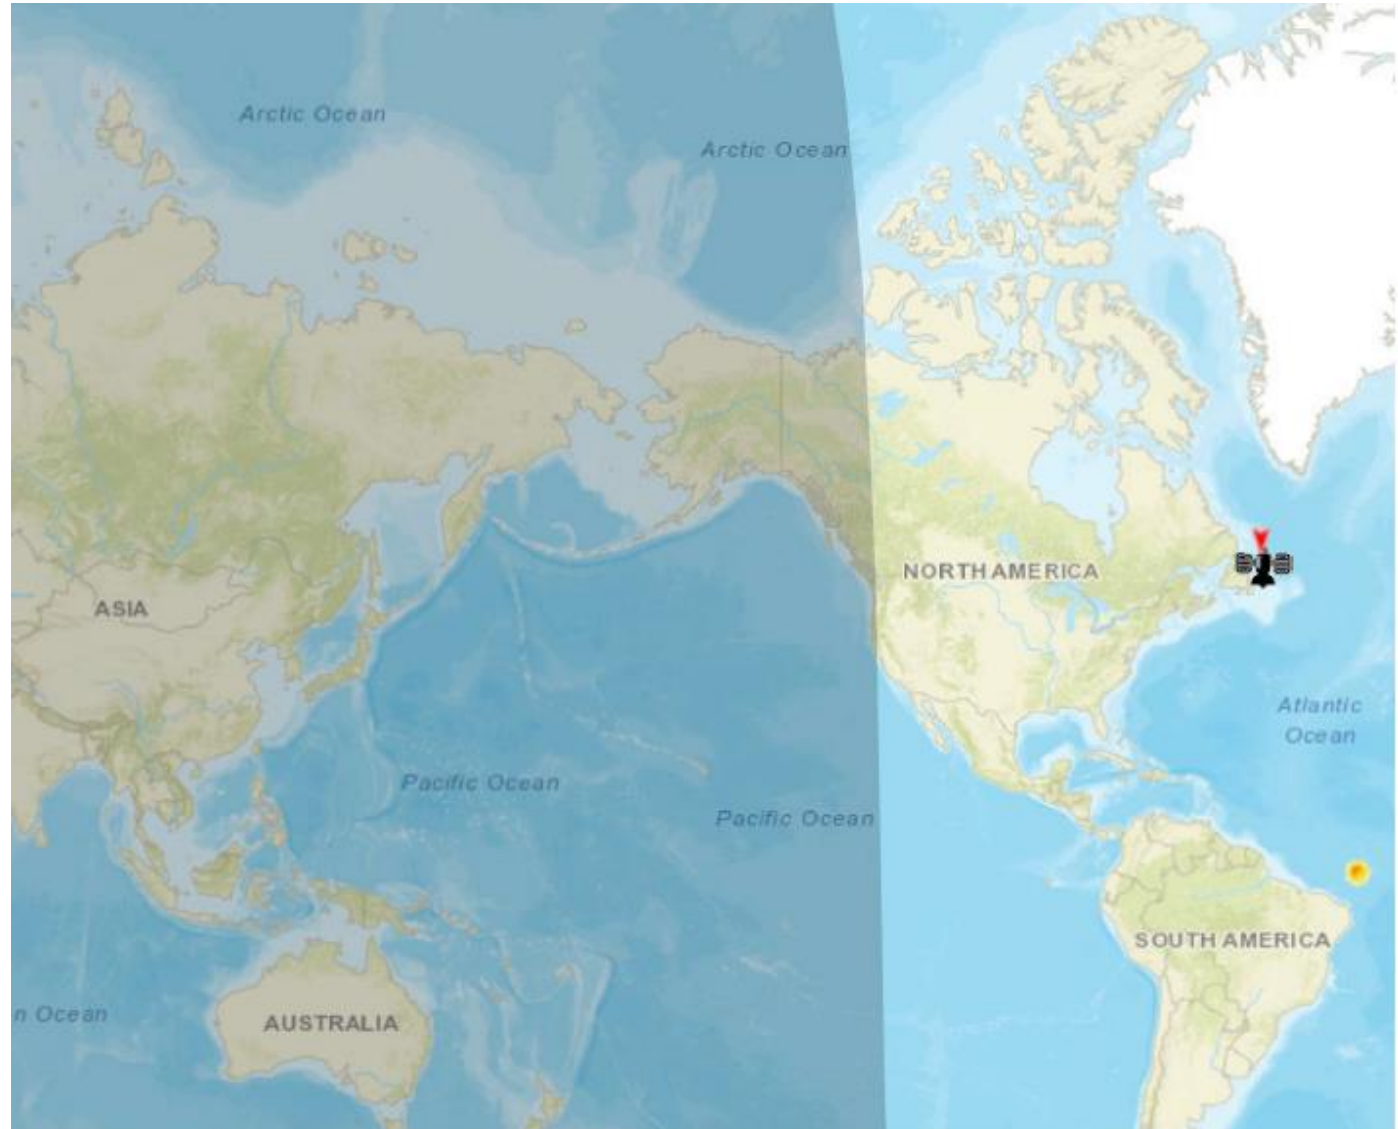 Arctic Ocean
Arctic Ocean
NORTH AMERICA
ASIA
Atlantic
Ocean
Pacific Ocean
Pacific Ocean
SOUTH AMERICA
n Ocean
AUSTRALIA